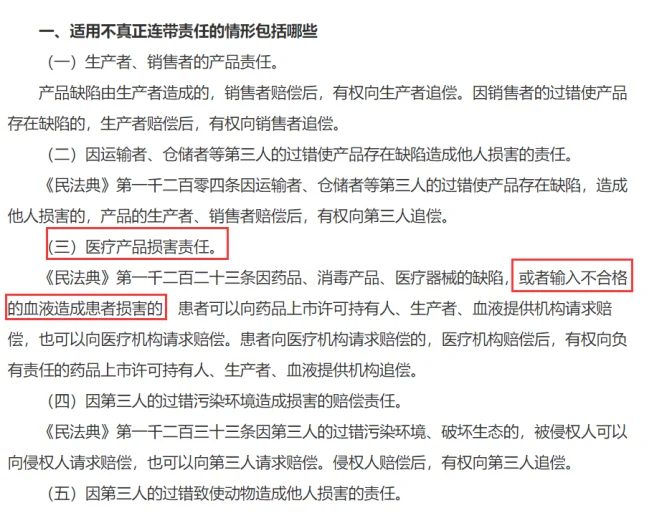 一、适用不真正连带责任的情形包括哪些
（一）生产者、销售者的产品责任。
产品缺陷由生产者造成的，销售者赔偿后，有权向生产者追偿。因销售者的过错使产品
存在缺陷的，生产者赔偿后，有权向销售者追偿。
（二）因运输者、仓储者等第三人的过错使产品存在缺陷造成他人损害的责任。
《民法典》第一千二百零四条因运输者、仓储者等第三人的过错使产品存在缺陷，造成
他人损害的，产品的生产者、销售者赔偿后，有权向第三人追偿。
（三）医疗产品损害责任。
《民法典》第一千二百二十三条因药品、消毒产品、医疗器械的缺陷，或者输入不合格
的血液造成患者损害的 患者可以向药品上市许可持有人、生产者、血液提供机构请求赔
偿，也可以向医疗机构请求赔偿。患者向医疗机构请求赔偿的，医疗机构赔偿后，有权向负
有责任的药品上市许可持有人、生产者、血液提供机构追偿。
（四）因第三人的过错污染环境造成损害的赔偿责任。
《民法典》第一千二百三十三条因第三人的过错污染环境、破坏生态的，被侵权人可以
向侵权人请求赔偿，也可以向第三人请求赔偿。侵权人赔偿后，有权向第三人追偿。
（五）因第三人的过错致使动物造成他人损害的责任。